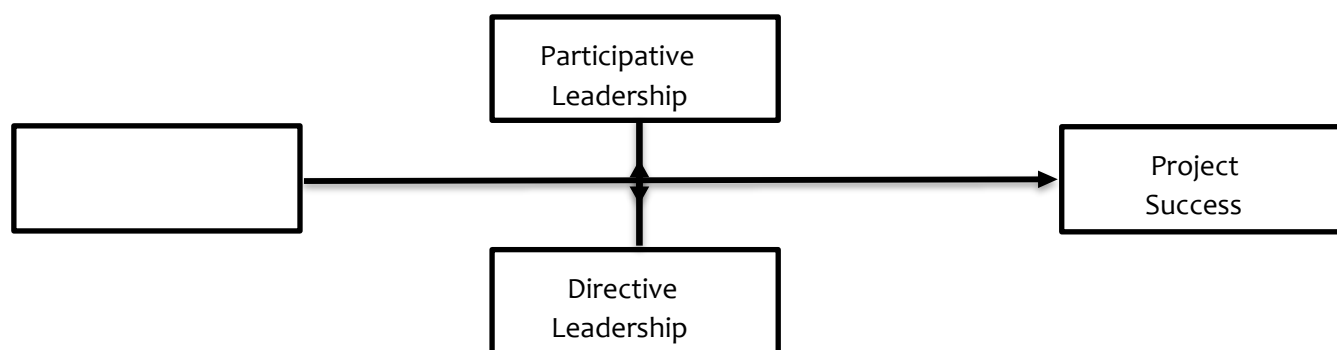 Participative
Leadership
Project
Success
Directive
Leadership